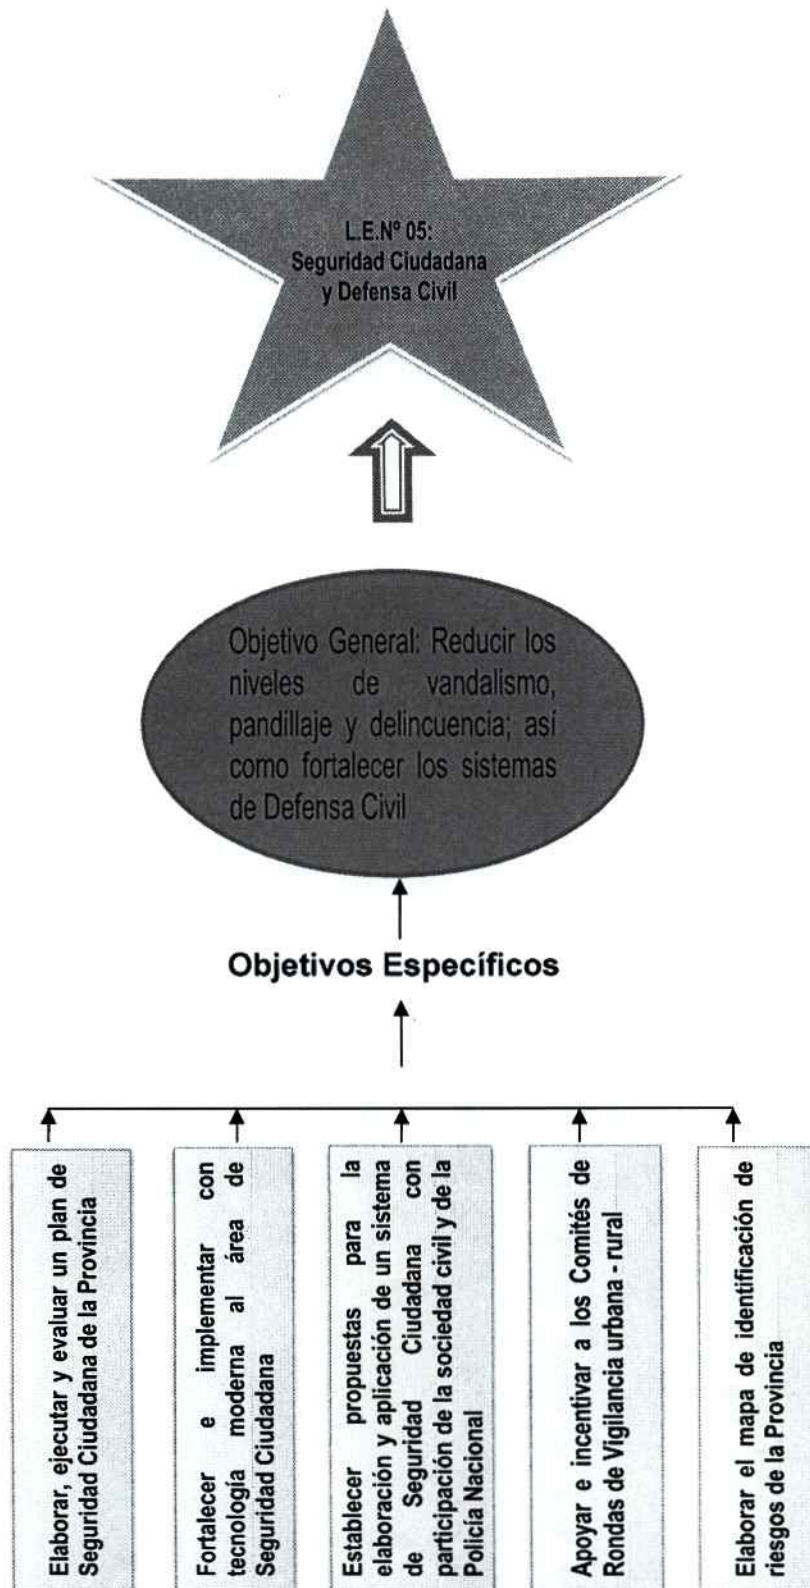 L.E.Nº 05:
Seguridad Ciudadana
y Defensa Civil
Objetivo General: Reducir los
niveles de vandalismo,
pandillaje y delincuencia; así
como fortalecer los sistemas
de Defensa Civil
Objetivos Específicos
Elaborar, ejecutar y evaluar un plan de
Seguridad Ciudadana de la Provincia
Fortalecer e implementar con
tecnología moderna al área de
Seguridad Ciudadana
Establecer propuestas para la
elaboración y aplicación de un sistema
de Seguridad Ciudadana con
participación de la sociedad civil y de la
Policía Nacional
Apoyar e incentivar a los Comités de
Rondas de Vigilancia urbana - rural
Elaborar el mapa de identificación de
riesgos de la Provincia